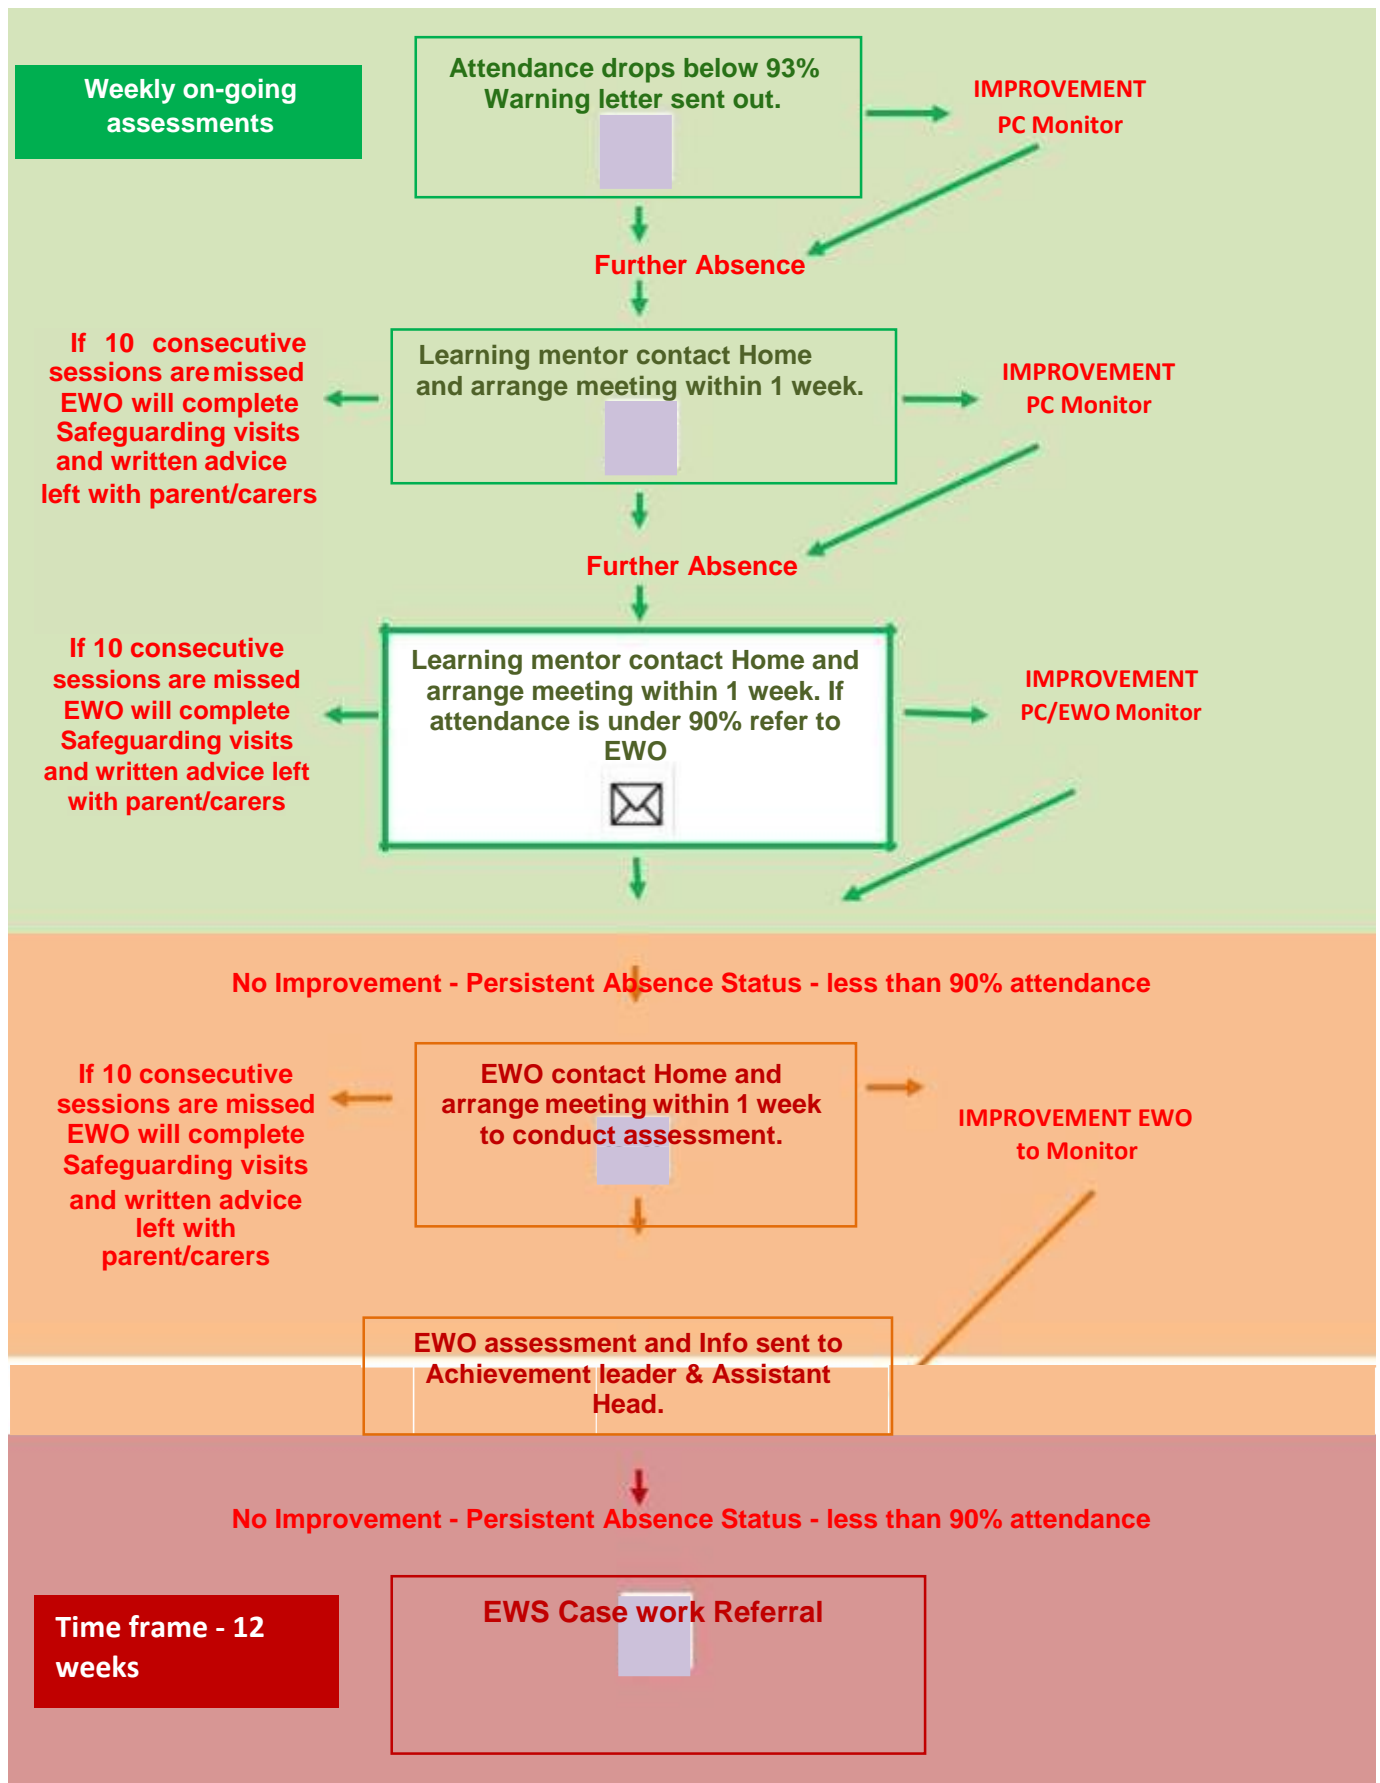 Weekly on-going
assessments
Attendance drops below 93%
Warning letter sent out.
IMPROVEMENT
PC Monitor
Further Absence
If 10 consecutive
sessions are missed
EWO will complete
Safeguarding visits
and written advice
left with parent/carers
Learning mentor contact Home
and arrange meeting within 1 week.
IMPROVEMENT
PC Monitor
Further Absence
If 10 consecutive
sessions are missed
EWO will complete
Safeguarding visits
and written advice left
with parent/carers
Learning mentor contact Home and
arrange meeting within 1 week. If
attendance is under 90% refer to
EWO
IMPROVEMENT
PC/EWO Monitor
No Improvement - Persistent Absence Status - less than 90% attendance
If 10 consecutive
sessions are missed
EWO will complete
Safeguarding visits
and written advice
left with
parent/carers
EWO contact Home and
arrange meeting within 1 week
to conduct assessment.
IMPROVEMENT EWO
to Monitor
EWO assessment and Info sent to
Achievement leader & Assistant
Head.
No Improvement - Persistent Absence Status - less than 90% attendance
Time frame - 12
weeks
EWS Case work Referral